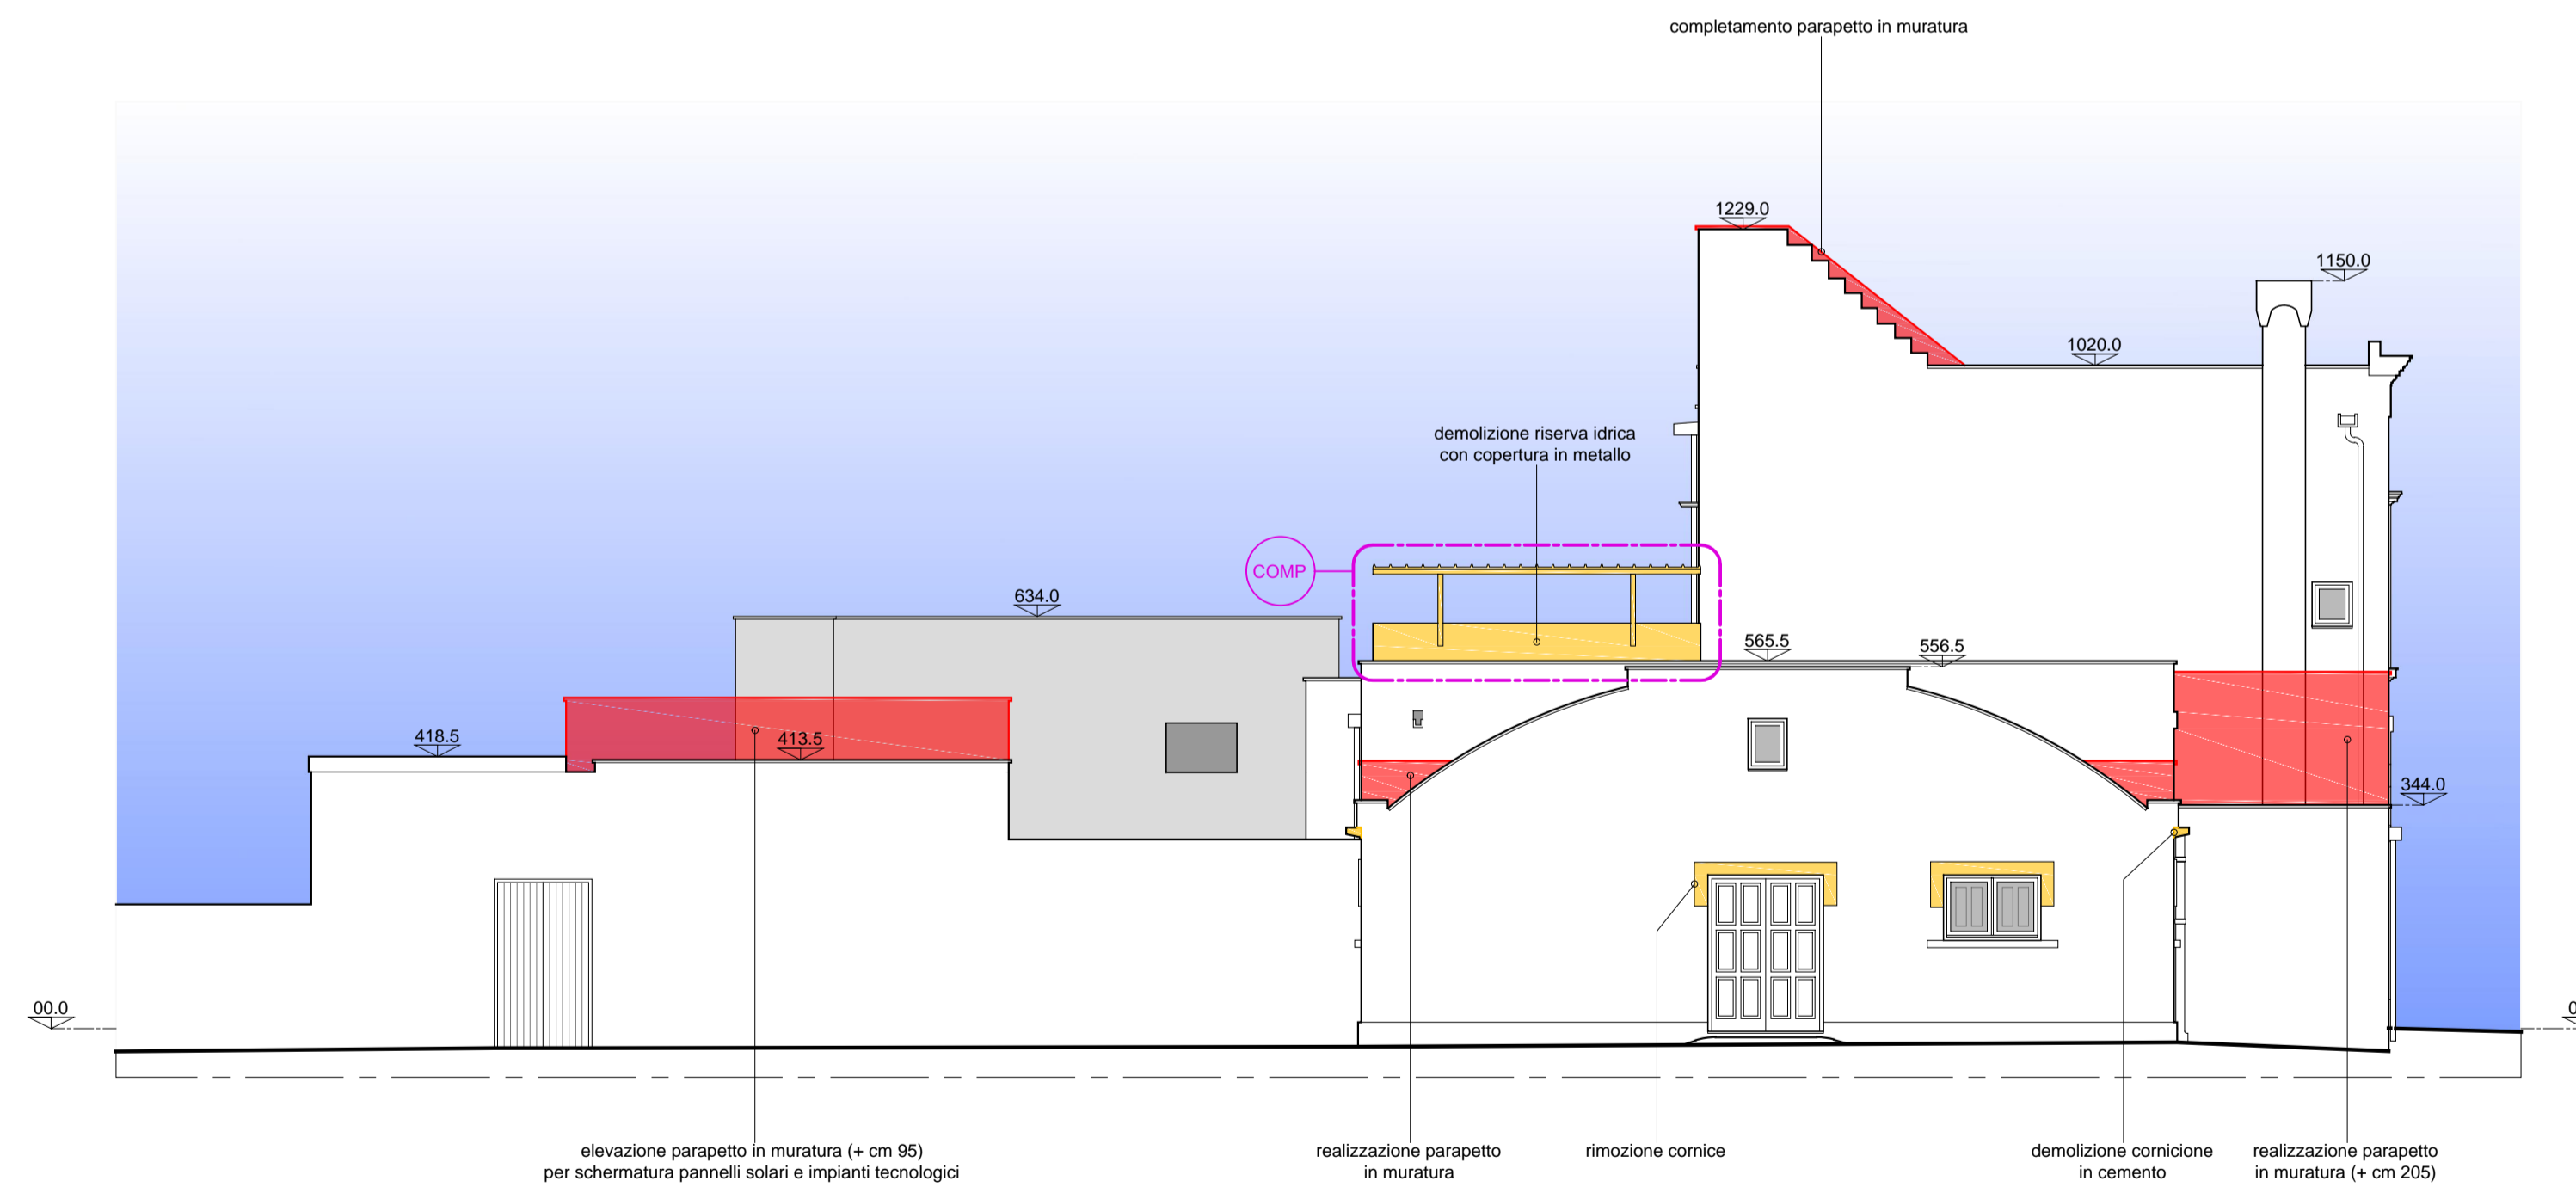 completamento parapetto in muratura
1229.0
1150.0
1020.0
demolizione riserva idrica
con copertura in metallo
COMP
634.0
565.5
556.5
418.5
413.5
344.0
00.0
0
elevazione parapetto in muratura (+ cm 95)
per schermatura pannelli solari e impianti tecnologici
realizzazione parapetto
in muratura
rimozione cornice
demolizione cornicione
in cemento
realizzazione parapetto
in muratura (+ cm 205)